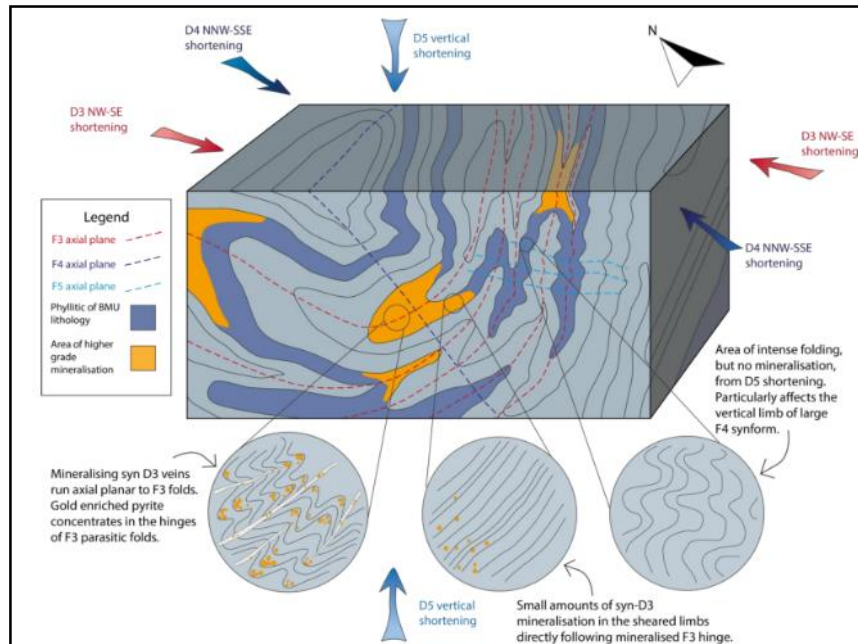 D4 NNW-SSE
shortening
D5 vertical
shortening
N
D3 NW-SE
shortening
D3 NW-SE
shortening
D4 NNW-SSE
shortening
Legend
F3 axial plane
F4 axial plane
F5 axial plane
Phyllitic of BMU
lithology
Area of higher
grade
mineralisation
Area of intense folding,
but no mineralisation,
from D5 shortening.
Particularly affects the
vertical limb of large
F4 synform.
Mineralising syn D3 veins
run axial planar to F3 folds.
Gold enriched pyrite
concentrates in the hinges
of F3 parasitic folds.
D5 vertical
shortening
Small amounts of syn-D3
mineralisation in the sheared limbs
directly following mineralised F3 hinge.